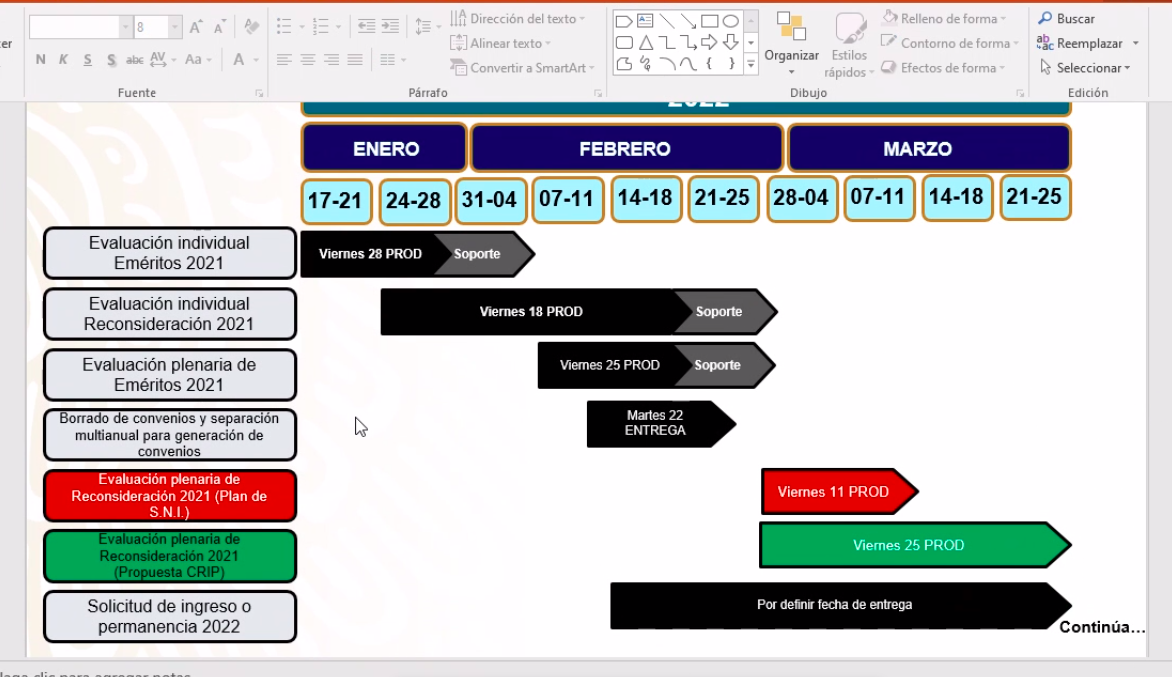 8
Dirección del texto
Relleno de forma
Buscar
N K S S abc AV Aa A
Alinear texto
Organizar
Estilos
rápidos
Contorno de forma
Reemplazar
Convertir a SmartArt
Efectos de forma
Seleccionar
Fuente
Párrafo
Dibujo
Edición
2022
ENERO
FEBRERO
MARZO
17-21
24-28
31-04
07-11
14-18
21-25
28-04
07-11
14-18
21-25
Evaluación individual
Eméritos 2021
Viernes 28 PROD
Soporte
Evaluación individual
Reconsideración 2021
Viernes 18 PROD
Soporte
Evaluación plenaria de
Eméritos 2021
Viernes 25 PROD
Soporte
Borrado de convenios y separación
multianual para generación de
convenios
Martes 22
ENTREGA
Evaluación plenaria de
Reconsideración 2021 (Plan de
S.N.I.)
Viernes 11 PROD
Evaluación plenaria de
Reconsideración 2021
(Propuesta CRIP)
Viernes 25 PROD
Solicitud de ingreso o
permanencia 2022
Por definir fecha de entrega
Continúa...